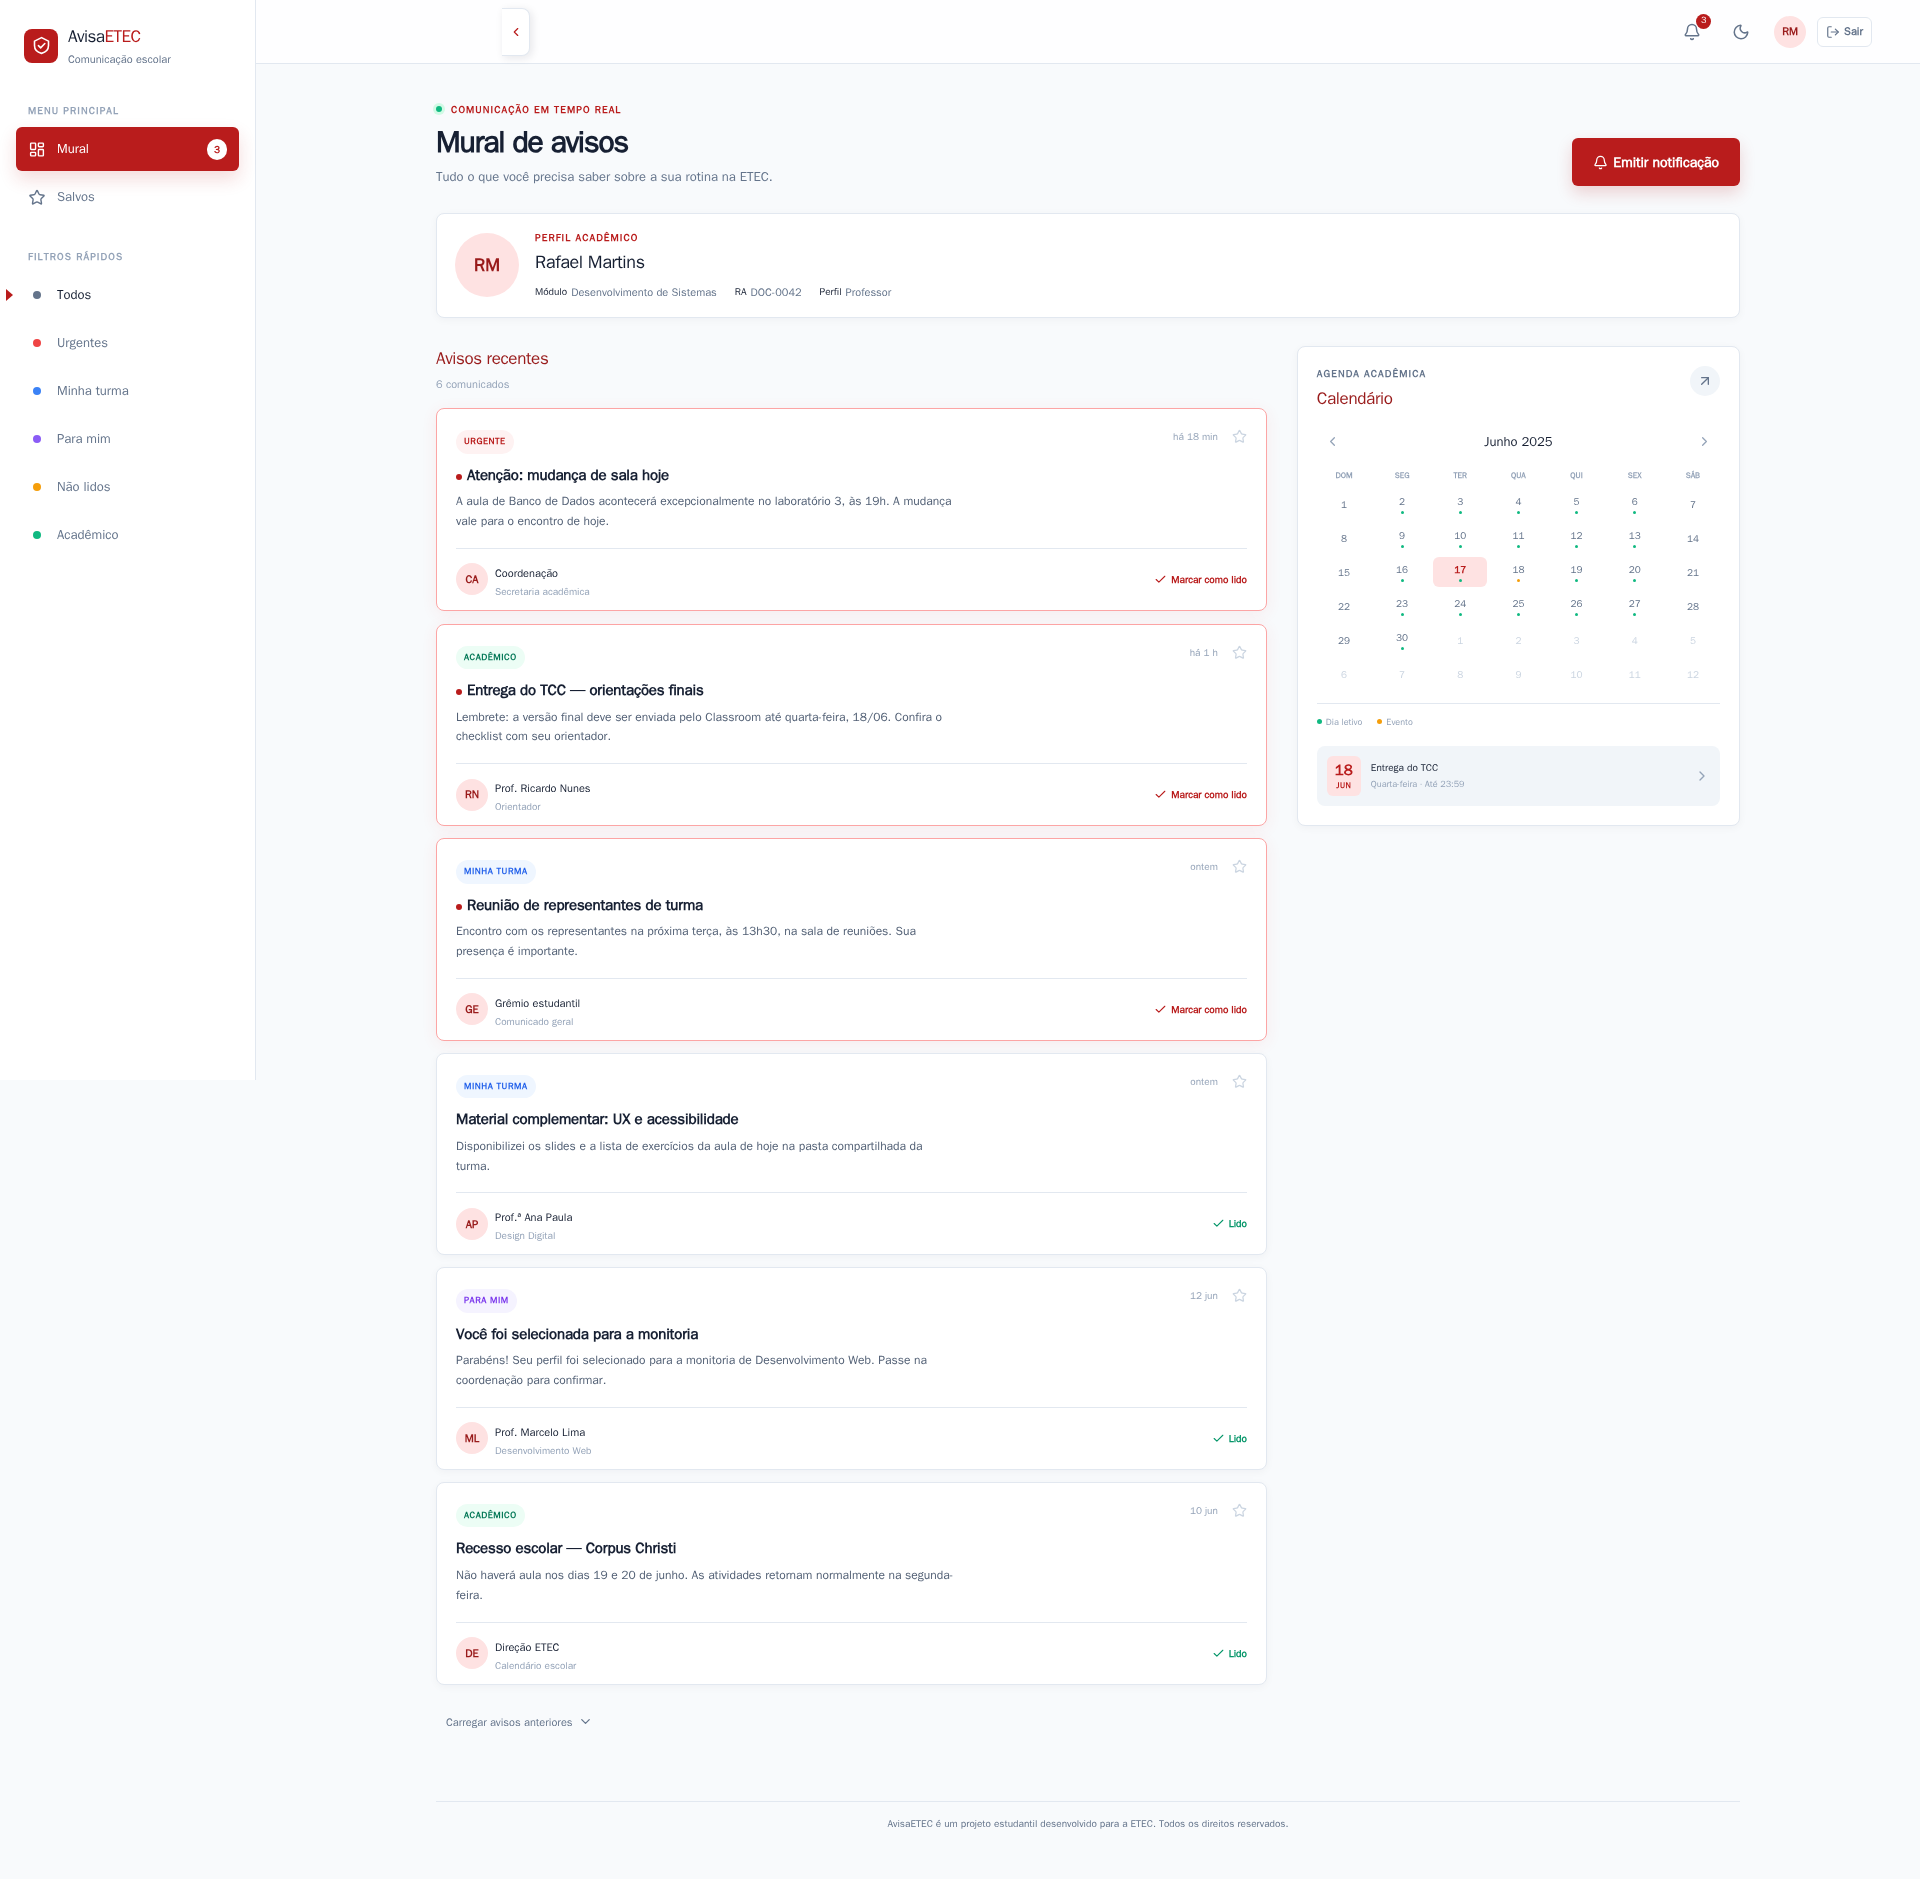 AvisaETEC
Comunicação escolar
MENU PRINCIPAL
Mural 3
Salvos
FILTROS RÁPIDOS
Todos
Urgentes
Minha turma
Para mim
Não lidos
Acadêmico
3
RM
Sair
COMUNICAÇÃO EM TEMPO REAL
Mural de avisos
Tudo o que você precisa saber sobre a sua rotina na ETEC.
Emitir notificação
RM
PERFIL ACADÊMICO
Rafael Martins
Módulo Desenvolvimento de Sistemas RA DOC-0042 Perfil Professor
Avisos recentes
6 comunicados
URGENTE há 18 min
Atenção: mudança de sala hoje
A aula de Banco de Dados acontecerá excepcionalmente no laboratório 3, às 19h. A mudança
vale para o encontro de hoje.
CA
Coordenação
Secretaria acadêmica
Marcar como lido
ACADÊMICO há 1 h
Entrega do TCC — orientações finais
Lembrete: a versão final deve ser enviada pelo Classroom até quarta-feira, 18/06. Confira o
checklist com seu orientador.
RN
Prof. Ricardo Nunes
Orientador
Marcar como lido
MINHA TURMA ontem
Reunião de representantes de turma
Encontro com os representantes na próxima terça, às 13h30, na sala de reuniões. Sua
presença é importante.
GE
Grêmio estudantil
Comunicado geral
Marcar como lido
MINHA TURMA ontem
Material complementar: UX e acessibilidade
Disponibilizei os slides e a lista de exercícios da aula de hoje na pasta compartilhada da
turma.
AP
Prof.ª Ana Paula
Design Digital
Lido
PARA MIM 12 jun
Você foi selecionada para a monitoria
Parabéns! Seu perfil foi selecionado para a monitoria de Desenvolvimento Web. Passe na
coordenação para confirmar.
ML
Prof. Marcelo Lima
Desenvolvimento Web
Lido
ACADÊMICO 10 jun
Recesso escolar — Corpus Christi
Não haverá aula nos dias 19 e 20 de junho. As atividades retornam normalmente na segunda-
feira.
DE
Direção ETEC
Calendário escolar
Lido
Carregar avisos anteriores
AGENDA ACADÊMICA
Calendário
Junho 2025
DOM SEG TER QUA QUI SEX SÁB
1 2 3 4 5 6 7
8 9 10 11 12 13 14
15 16 17 18 19 20 21
22 23 24 25 26 27 28
29 30 1 2 3 4 5
6 7 8 9 10 11 12
Dia letivo Evento
18
JUN
Entrega do TCC
Quarta-feira · Até 23:59
AvisaETEC é um projeto estudantil desenvolvido para a ETEC. Todos os direitos reservados.